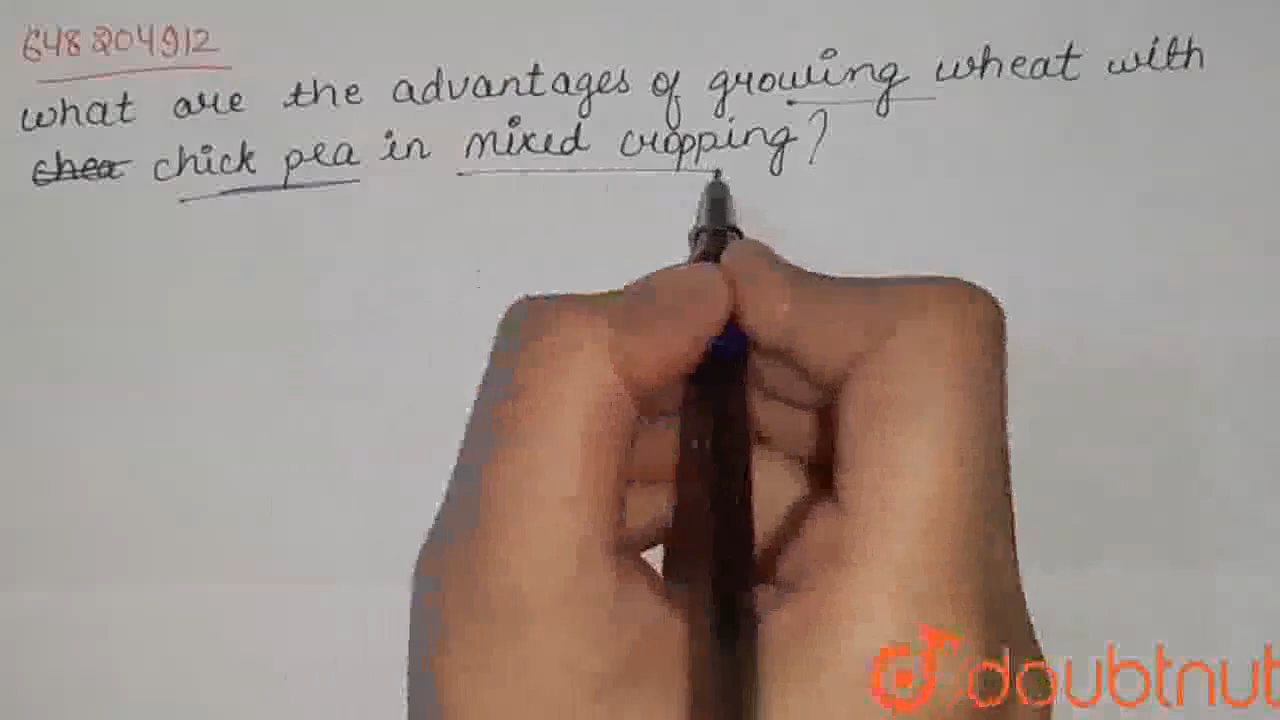 648204912
what are the advantages of growing wheat with
chea chick pea in mixed cropping?
doubtnut